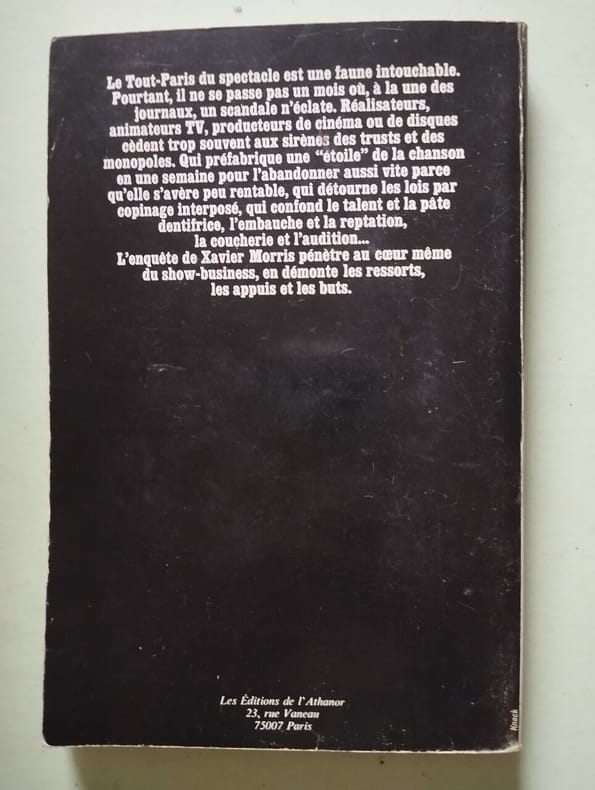 Le Tout-Paris du spectacle est une faune intouchable.
Pourtant, il ne se passe pas un mois où, à la une des
journaux, un scandale n'éclate. Réalisateurs,
animateurs TV, producteurs de cinéma ou de disques
cèdent trop souvent aux sirènes des trusts et des
monopoles. Qui préfabrique une "étoile" de la chanson
en une semaine pour l'abandonner aussi vite parce
qu'elle s'avère peu rentable, qui détourne les lois par
copinage interposé, qui confond le talent et la pâte
dentifrice, l'embauche et la reptation,
la coucherie et l'audition...
L'enquête de Xavier Morris pénètre au cœur même
du show-business, en démonte les ressorts,
les appuis et les buts.
Les Éditions de l'Athanor
23, rue Vaneau
75007 Paris
Knack